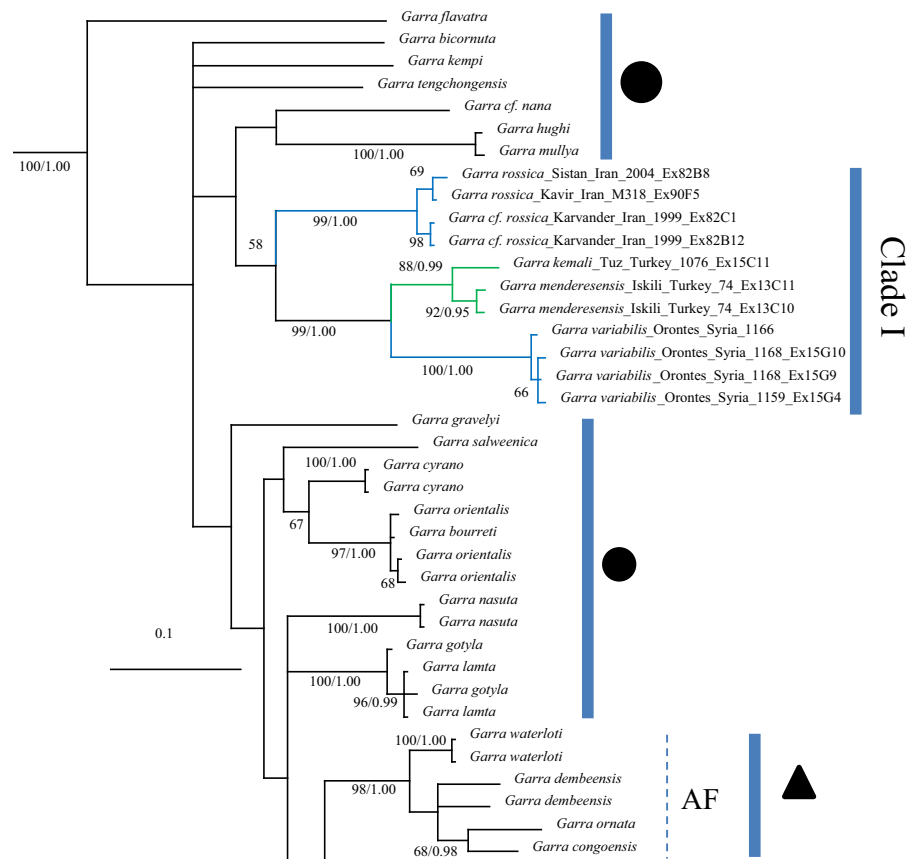 Garra flavatra
Garra bicornuta
Garra kempi
Garra tengchongensis
Garra cf. nana
Garra hughi
100/1.00
Garra mullya
100/1.00
69
Garra rossica_Sistan_Iran_2004_Ex82B8
Garra rossica_Kavir_Iran_M318_Ex90F5
99/1.00
Garra cf. rossica_Karvander_Iran_1999_Ex82C1
58
98
Garra cf. rossica_Karvander_Iran_1999_Ex82B12
Clade I
88/0.99
Garra kemali_Tuz_Turkey_1076_Ex15C11
Garra menderesensis_Iskili_Turkey_74_Ex13C11
92/0.95
Garra menderesensis_Iskili_Turkey_74_Ex13C10
99/1.00
Garra variabilis_Orontes_Syria_1166
Garra variabilis_Orontes_Syria_1168_Ex15G10
100/1.00
Garra variabilis_Orontes_Syria_1168_Ex15G9
66
Garra variabilis_Orontes_Syria_1159_Ex15G4
Garra gravelyi
Garra salweenica
100/1.00
Garra cyrano
Garra cyrano
Garra orientalis
67
Garra bourreti
97/1.00
Garra orientalis
68
Garra orientalis
Garra nasuta
Garra nasuta
100/1.00
0.1
Garra gotyla
Garra lamta
100/1.00
Garra gotyla
96/0.99
Garra lamta
Garra waterloti
100/1.00
Garra waterloti
Garra dembeensis
98/1.00
Garra dembeensis
AF
Garra ornata
Garra congoensis
68/0.98